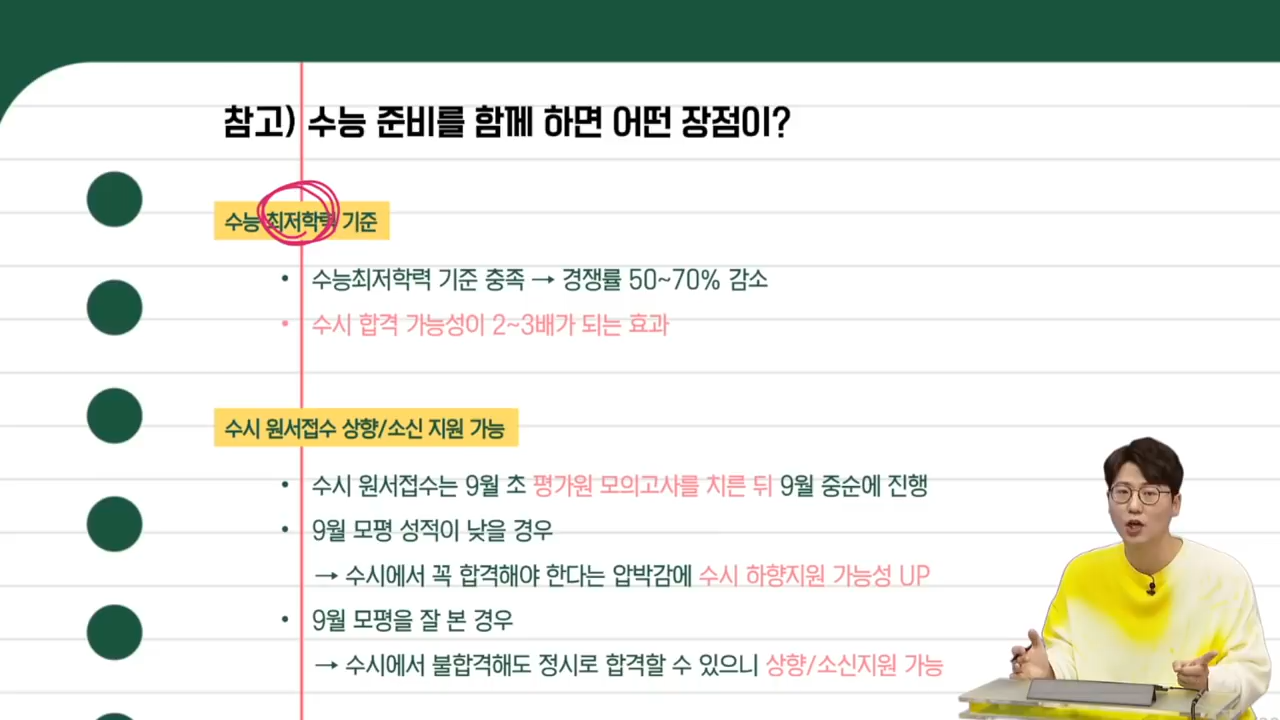 참고) 수능 준비를 함께 하면 어떤 장점이?
수능 최저학력 기준
• 수능최저학력 기준 충족 → 경쟁률 50~70% 감소
• 수시 합격 가능성이 2~3배가 되는 효과
수시 원서접수 상향/소신 지원 가능
• 수시 원서접수는 9월 초 평가원 모의고사를 치른 뒤 9월 중순에 진행
• 9월 모평 성적이 낮을 경우
→ 수시에서 꼭 합격해야 한다는 압박감에 수시 하향지원 가능성 UP
• 9월 모평을 잘 본 경우
→ 수시에서 불합격해도 정시로 합격할 수 있으니 상향/소신지원 가능